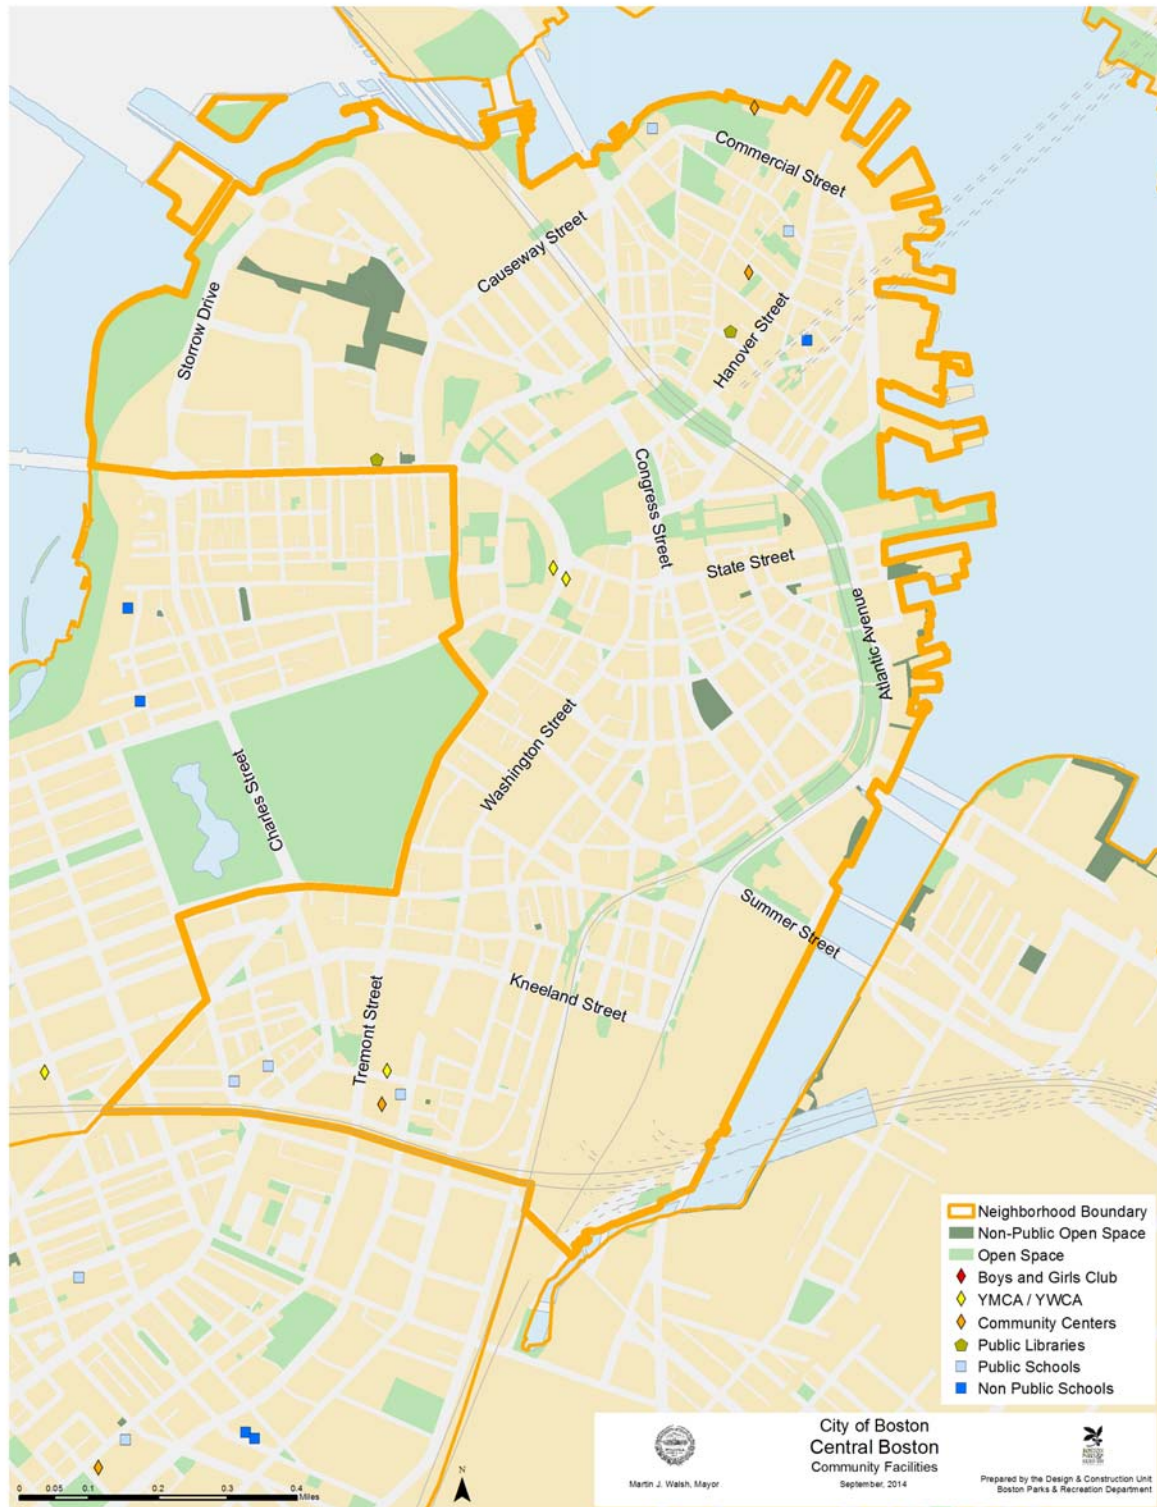 Commercial Street
Causeway Street
Storrow Drive
Hanover Street
Congress Street
State Street
Atlantic Avenue
Washington Street
Charles Street
Summer Street
Kneeland Street
Tremont Street
Neighborhood Boundary
Non-Public Open Space
Open Space
Boys and Girls Club
YMCA / YWCA
Community Centers
Public Libraries
Public Schools
Non Public Schools
City of Boston
Central Boston
Community Facilities
September, 2014
Martin J. Walsh, Mayor
Prepared by the Design & Construction Unit
Boston Parks & Recreation Department
0 0.05 0.1 0.2 0.3 0.4
Miles
N